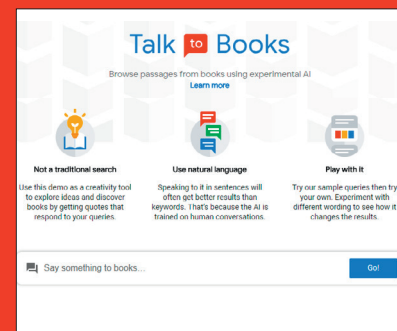 Talk to Books
Browse passages from books using experimental AI
Learn more
Not a traditional search
Use this demo as a creativity tool
to explore ideas and discover
books by getting quotes that
respond to your queries.
Use natural language
Speaking to it in sentences will
often get better results than
keywords. That's because the AI is
trained on human conversations.
Play with it
Try our sample queries then try
your own. Experiment with
different wording to see how it
changes the results.
Say something to books...
Go!